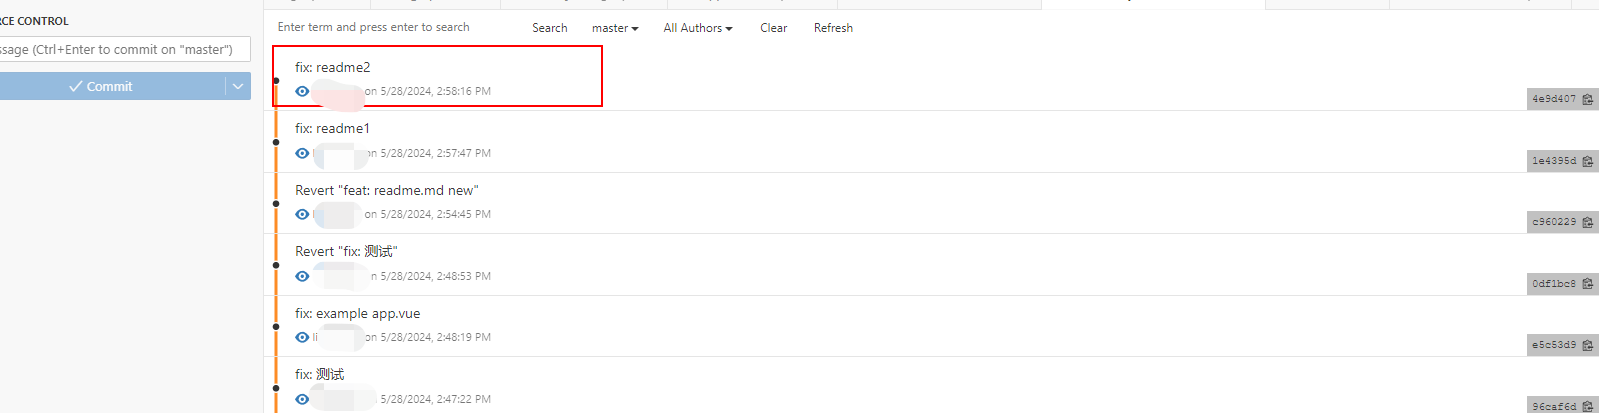 RCE CONTROL
ssage (Ctrl+Enter to commit on "master")
Commit
Enter term and press enter to search Search master All Authors Clear Refresh
fix: readme2
on 5/28/2024, 2:58:16 PM
4e9d407
fix: readme1
on 5/28/2024, 2:57:47 PM
1e4395d
Revert "feat: readme.md new"
on 5/28/2024, 2:54:45 PM
c960229
Revert "fix: 测试"
n 5/28/2024, 2:48:53 PM
0df1bc8
fix: example app.vue
li on 5/28/2024, 2:48:19 PM
e5c53d9
fix: 测试
n 5/28/2024, 2:47:22 PM
96caf6d